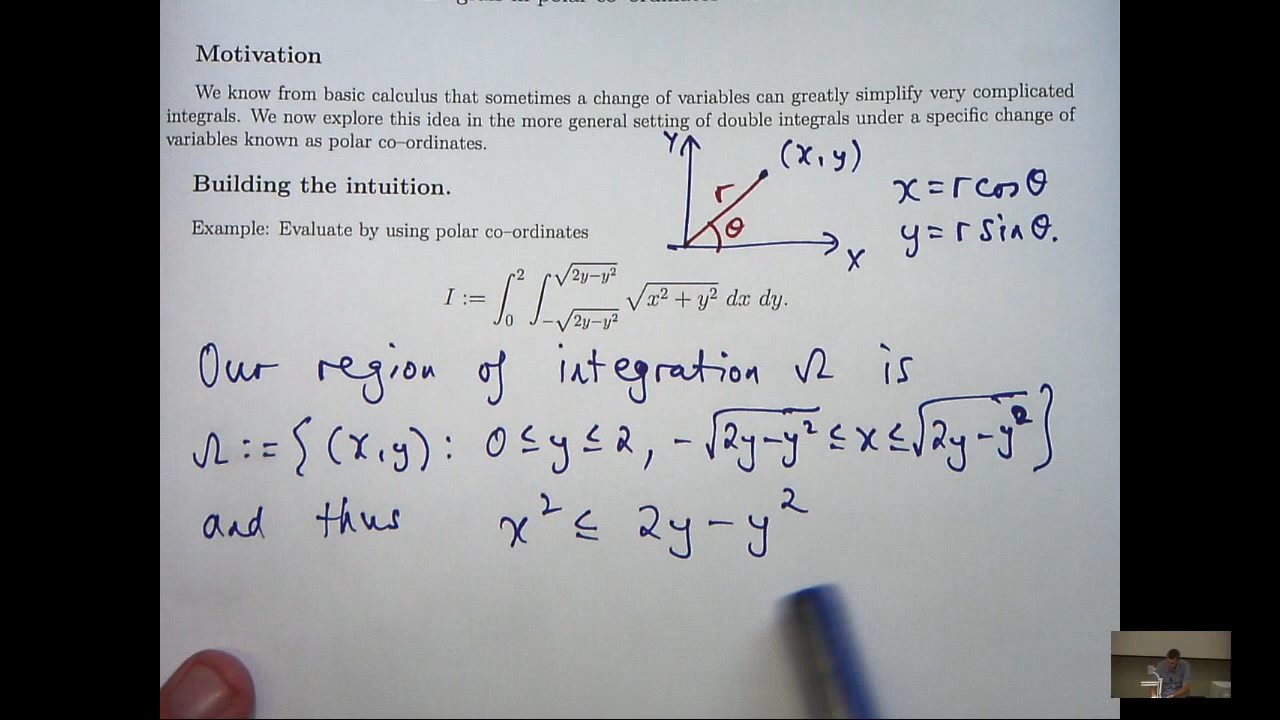 Motivation
We know from basic calculus that sometimes a change of variables can greatly simplify very complicated
integrals. We now explore this idea in the more general setting of double integrals under a specific change of
variables known as polar co–ordinates.
Y
(x, y)
r
θ
X
x = r cos θ
y = r sin θ.
Building the intuition.
Example: Evaluate by using polar co–ordinates
I := ∫₀² ∫_{-√(2y−y²)}^{√(2y−y²)} √(x² + y²) dx dy.
Our region of integration Ω is
Ω := {(x, y) : 0 ≤ y ≤ 2, −√(2y−y²) ≤ x ≤ √(2y−y²)}
and thus x² ≤ 2y − y²